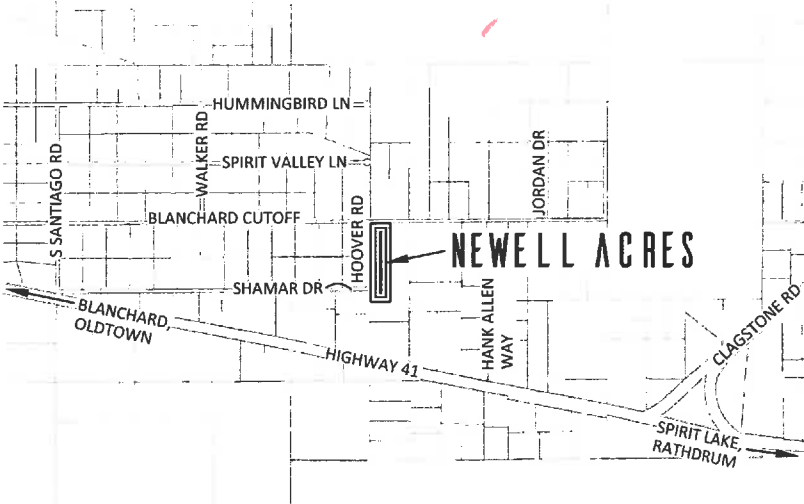 HUMMINGBIRD LN
WALKER RD
S SANTIAGO RD
SPIRIT VALLEY LN
JORDAN DR
BLANCHARD CUTOFF
HOOVER RD
NEWELL ACRES
SHAMAR DR
BLANCHARD,
OLDTOWN
HANK ALLEN
WAY
CLAGSTONE RD
HIGHWAY 41
SPIRIT LAKE,
RATHDRUM